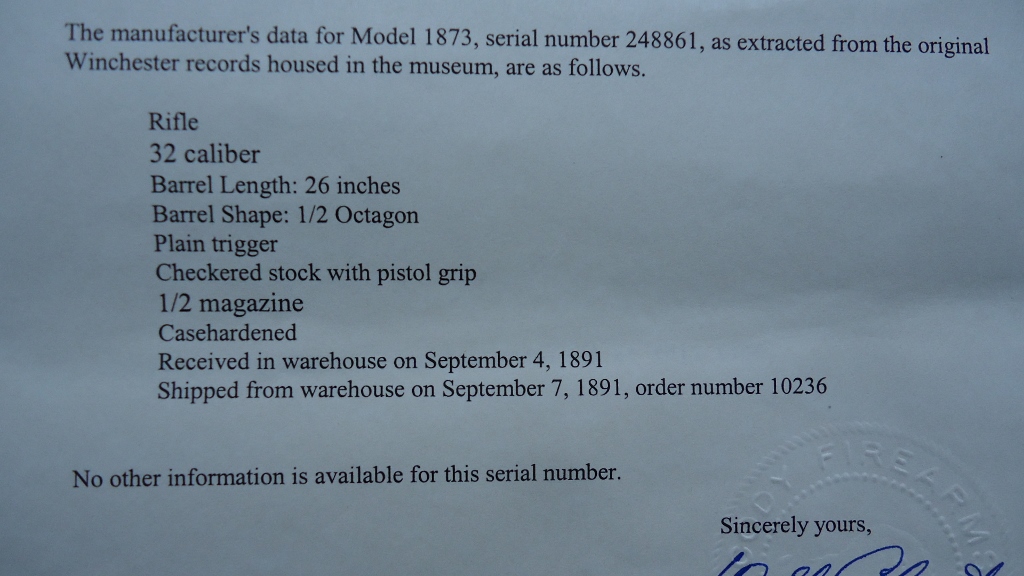 The manufacturer's data for Model 1873, serial number 248861, as extracted from the original
Winchester records housed in the museum, are as follows.
Rifle
32 caliber
Barrel Length: 26 inches
Barrel Shape: 1/2 Octagon
Plain trigger
Checkered stock with pistol grip
1/2 magazine
Casehardened
Received in warehouse on September 4, 1891
Shipped from warehouse on September 7, 1891, order number 10236
No other information is available for this serial number.
FIREARMS
Sincerely yours,